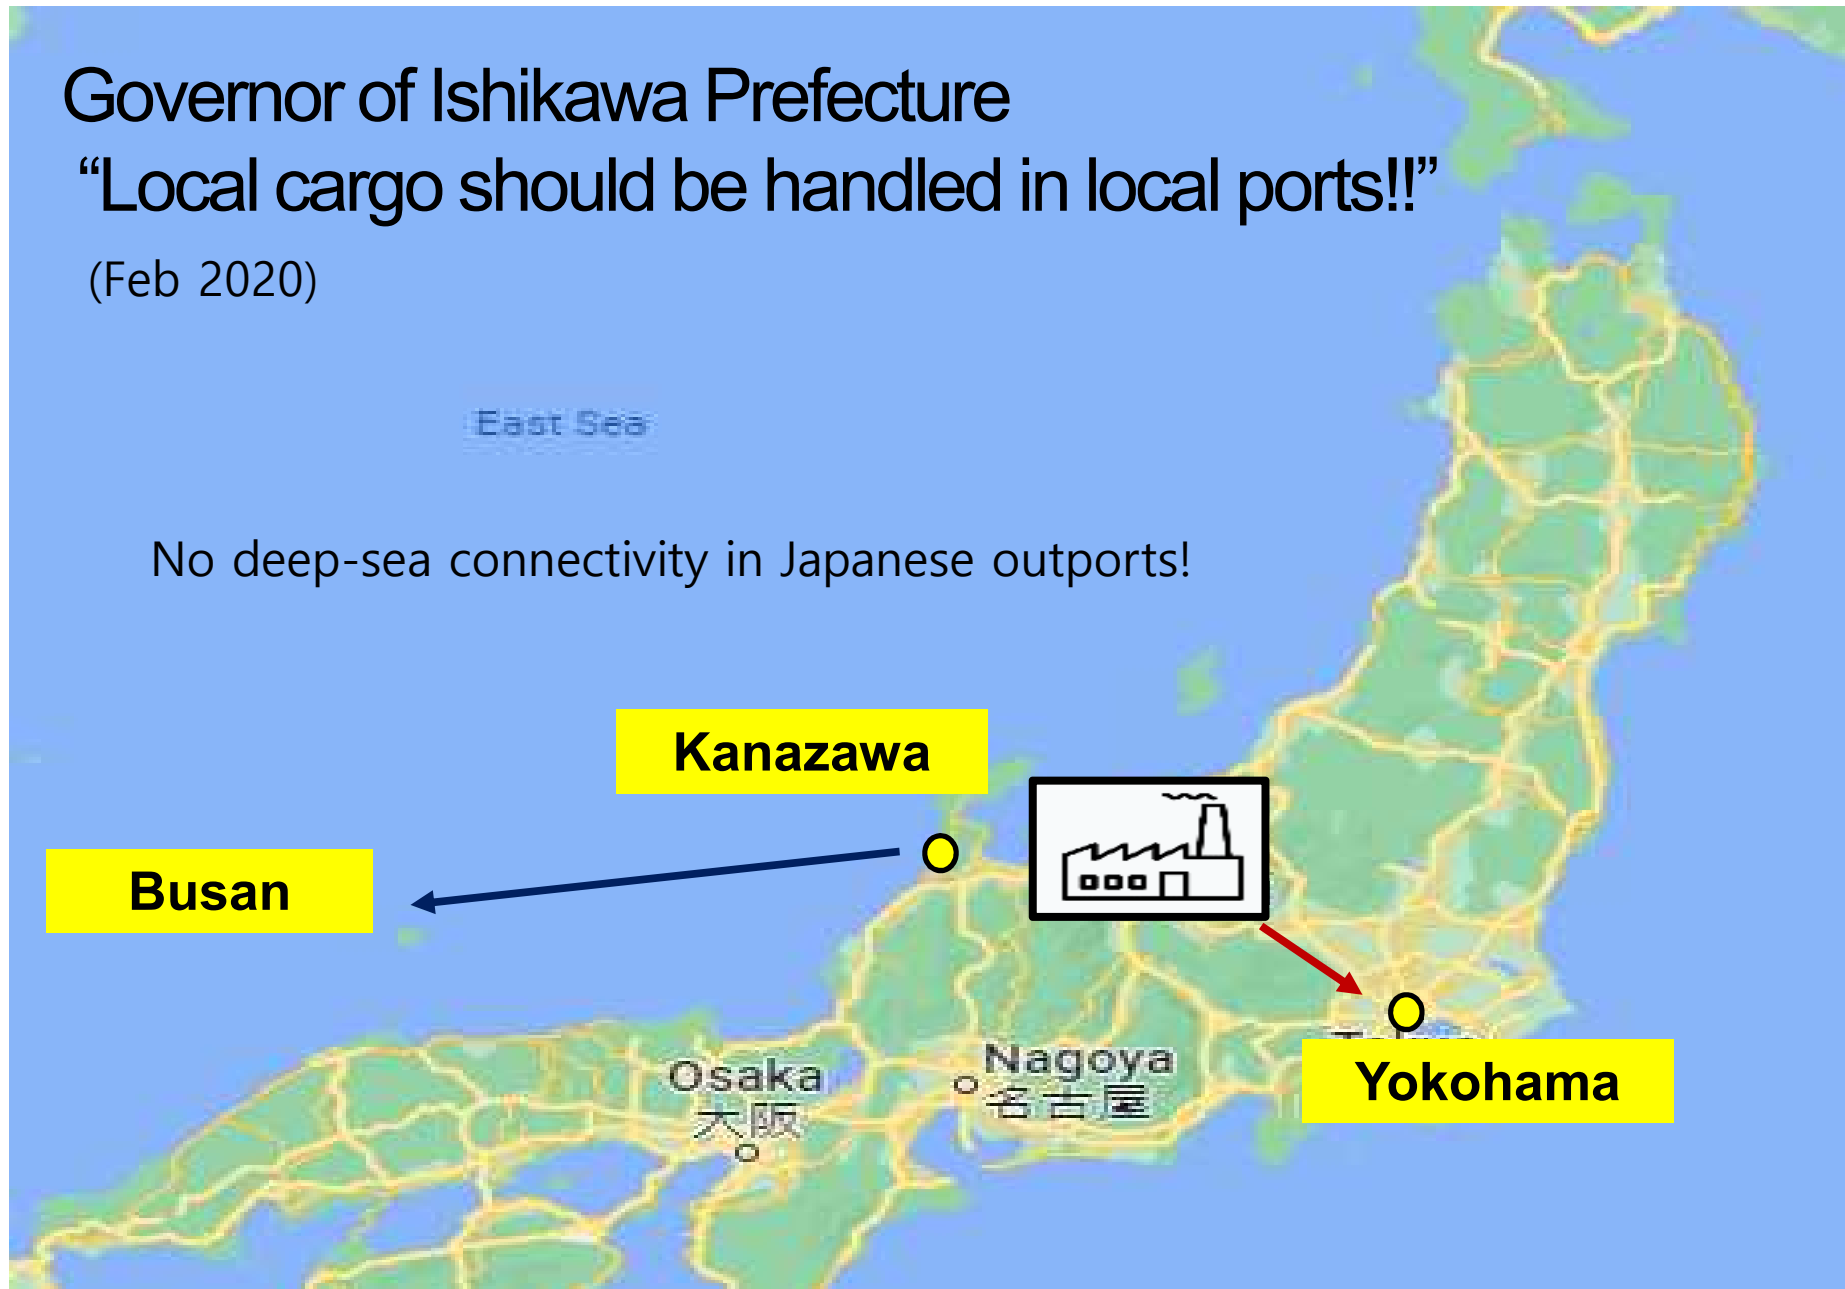 Governor of Ishikawa Prefecture
“Local cargo should be handled in local ports!!”
(Feb 2020)
East Sea
No deep-sea connectivity in Japanese outports!
Kanazawa
Busan
Osaka
大阪
Nagoya
名古屋
Yokohama